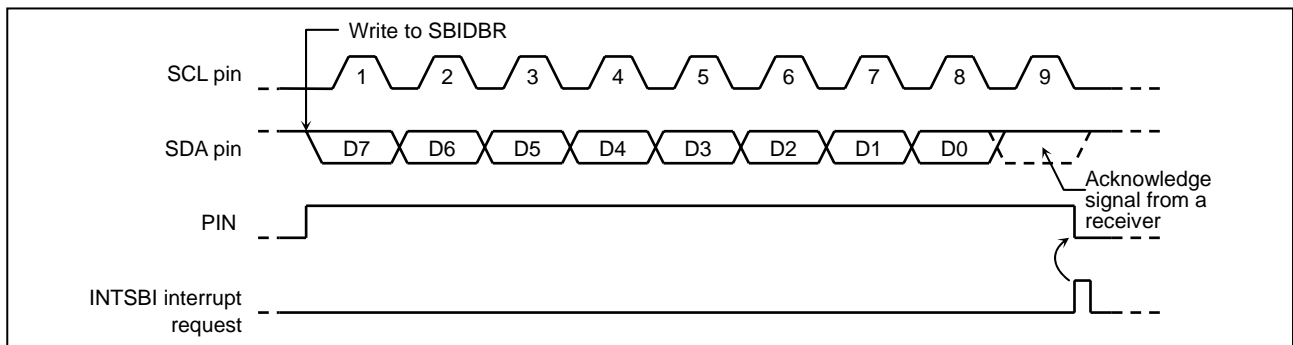 Write to SBIDBR
SCL pin
1 2 3 4 5 6 7 8 9
SDA pin
D7 D6 D5 D4 D3 D2 D1 D0
Acknowledge
signal from a
receiver
PIN
INTSBI interrupt
request